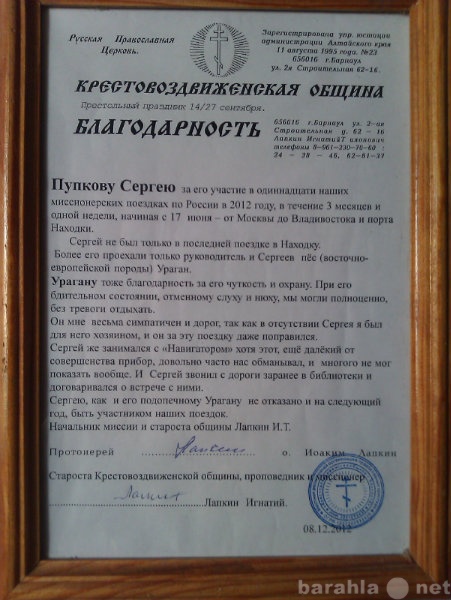 Русская Православная
Церковь.
Зарегистрирована упр. юстиции
администрации Алтайского края
11 августа 1995 года. №23
656016 г.Барнаул
ул. 2я Строительная 62-16.
КРЕСТОВОЗДВИЖЕНСКАЯ ОБЩИНА
Престольный праздник 14/27 сентября.
БЛАГОДАРНОСТЬ
656016 г.Барнаул ул. 2-ая
Строительная д. 62 - 16
Лапкин Игнатий Т ихонович
телефоны 8-961-230-70-60 :
24 - 28 - 45, 62-61-37
Пупкову Сергею за его участие в одиннадцати наших
миссионерских поездках по России в 2012 году, в течение 3 месяцев и
одной недели, начиная с 17 июня – от Москвы до Владивостока и порта
Находки.
Сергей не был только в последней поездке в Находку.
Более его проехали только руководитель и Сергеев пёс (восточно-
европейской породы) Ураган.
Урагану тоже благодарность за его чуткость и охрану. При его
бдительном состоянии, отменному слуху и нюху, мы могли полноценно,
без тревоги отдыхать.
Он мне весьма симпатичен и дорог, так как в отсутствии Сергея я был
для него хозяином, и он за эту поездку даже поправился.
Сергей же занимался с «Навигатором» хотя этот, ещё далёкий от
совершенства прибор, довольно часто нас обманывал, и многого не мог
показать вообще. И Сергей звонил с дороги заранее в библиотеки и
договаривался о встрече с ними.
Сергею, как и его подопечному Урагану не отказано и на следующий
год, быть участником наших поездок.
Начальник миссии и староста общины Лапкин И.Т.
Протоиерей о. Иоаким Лапкин
Староста Крестовоздвиженской общины, проповедник и миссионер
Лапкин Игнатий.
08.12.2012
barahla.net